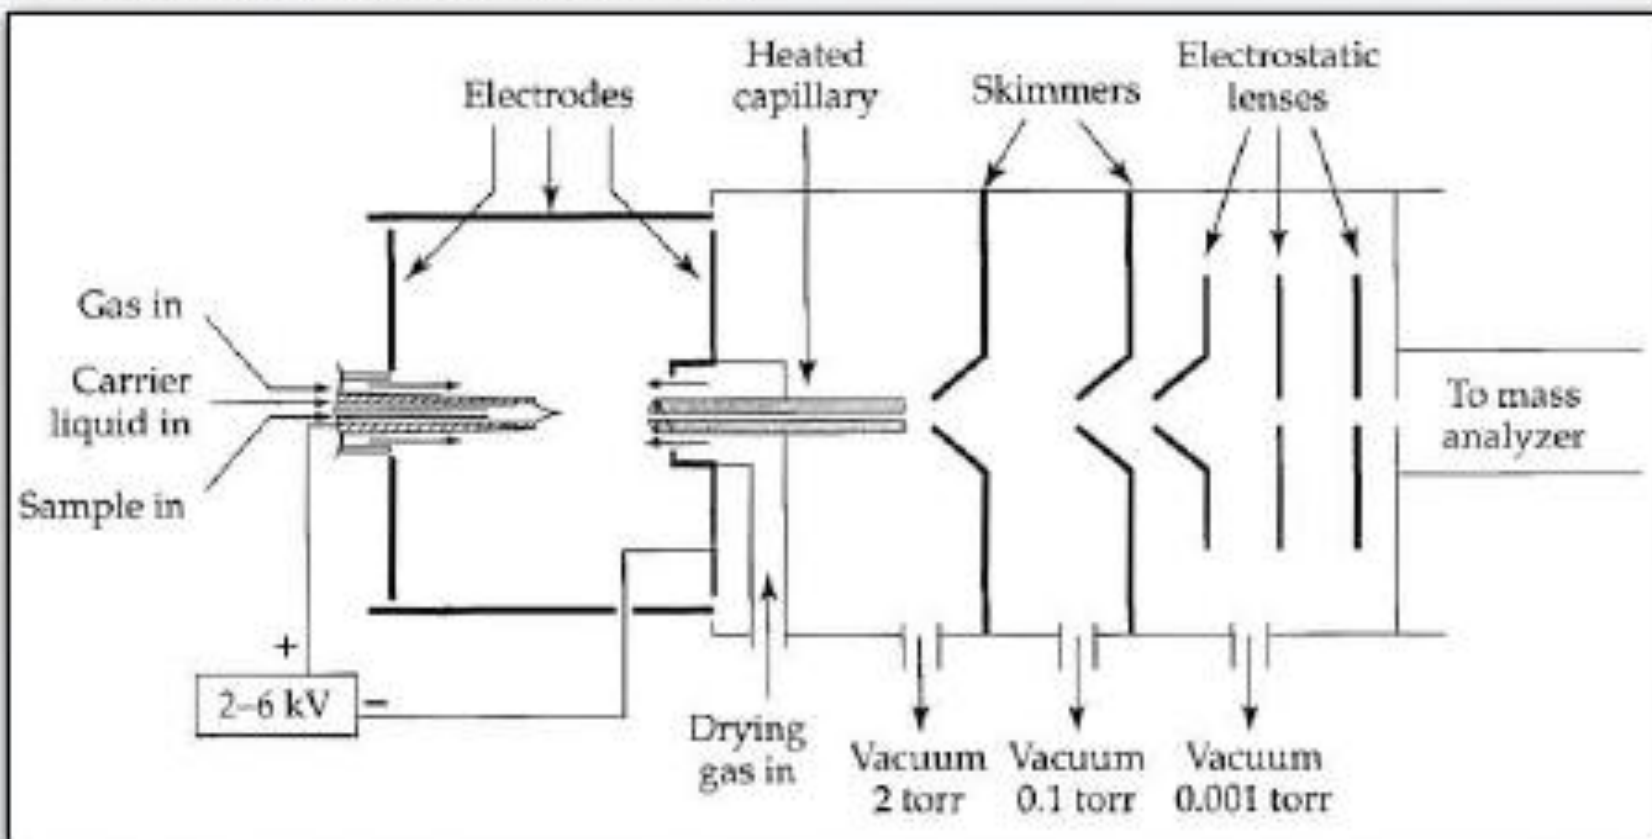 Electrodes
Heated
capillary
Skimmers
Electrostatic
lenses
Gas in
Carrier
liquid in
Sample in
To mass
analyzer
+
2–6 kV
−
Drying
gas in
Vacuum
2 torr
Vacuum
0.1 torr
Vacuum
0.001 torr